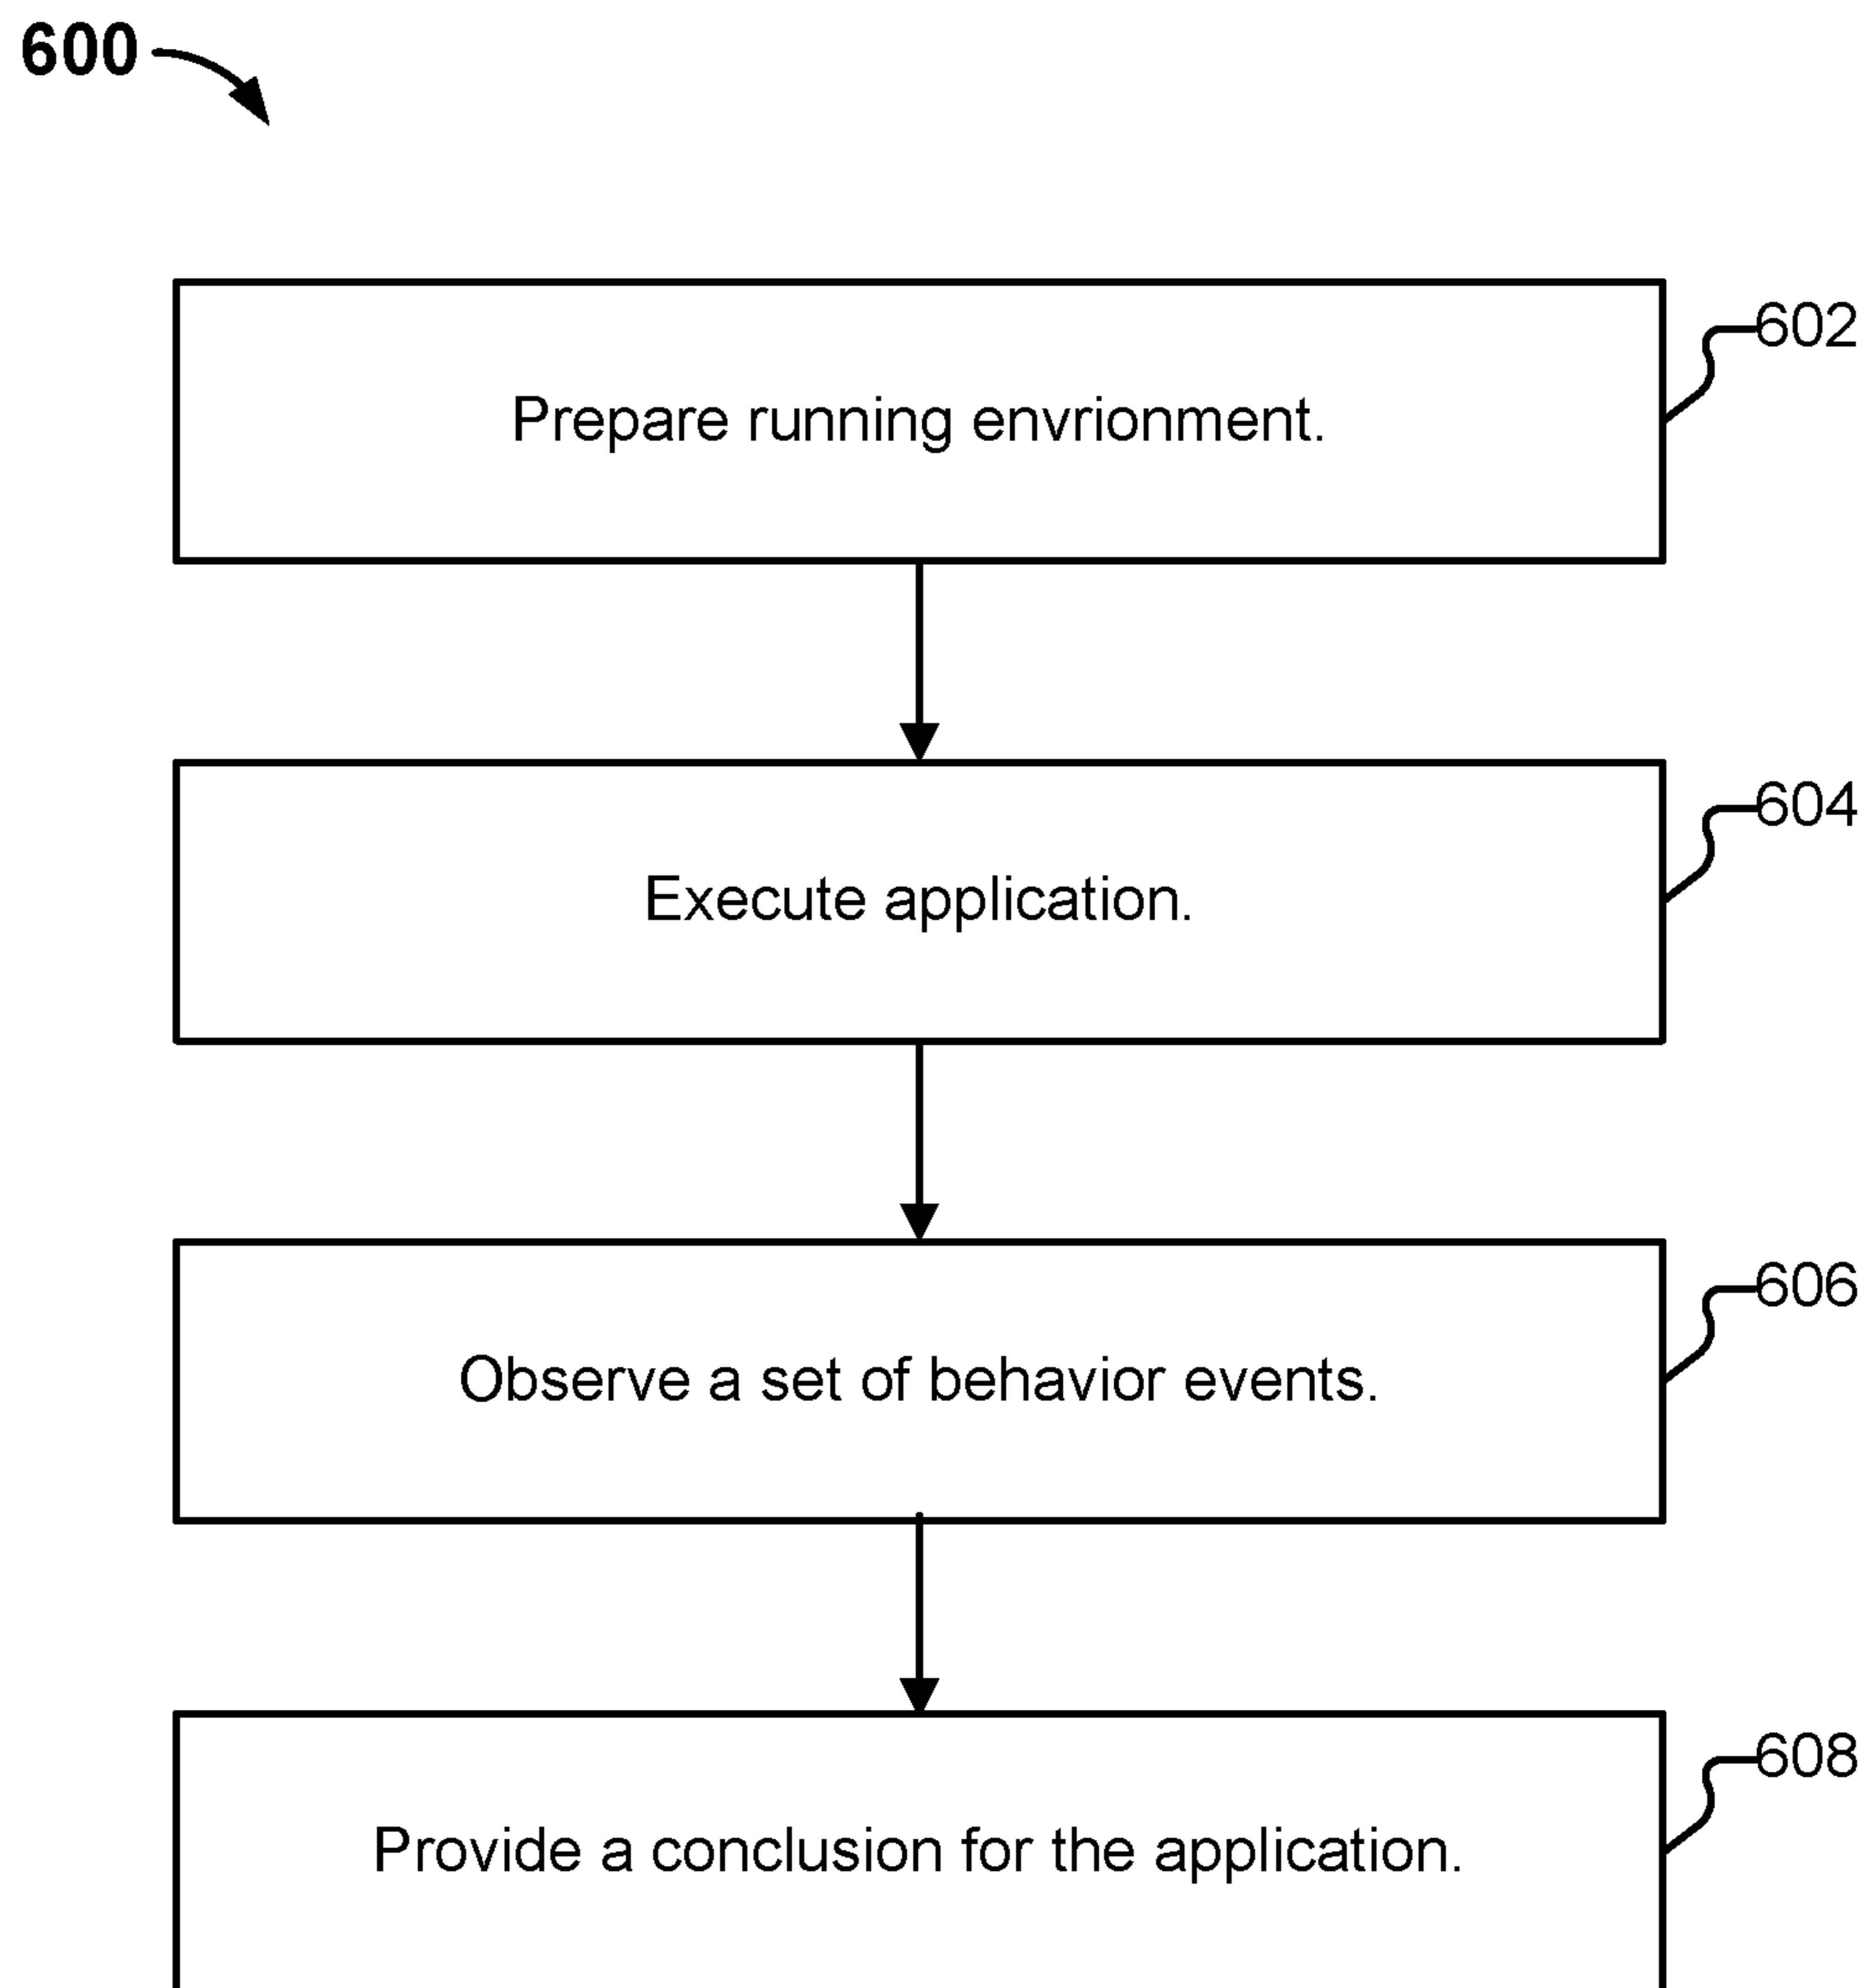 600
602
Prepare running envrionment.
604
Execute application.
606
Observe a set of behavior events.
608
Provide a conclusion for the application.